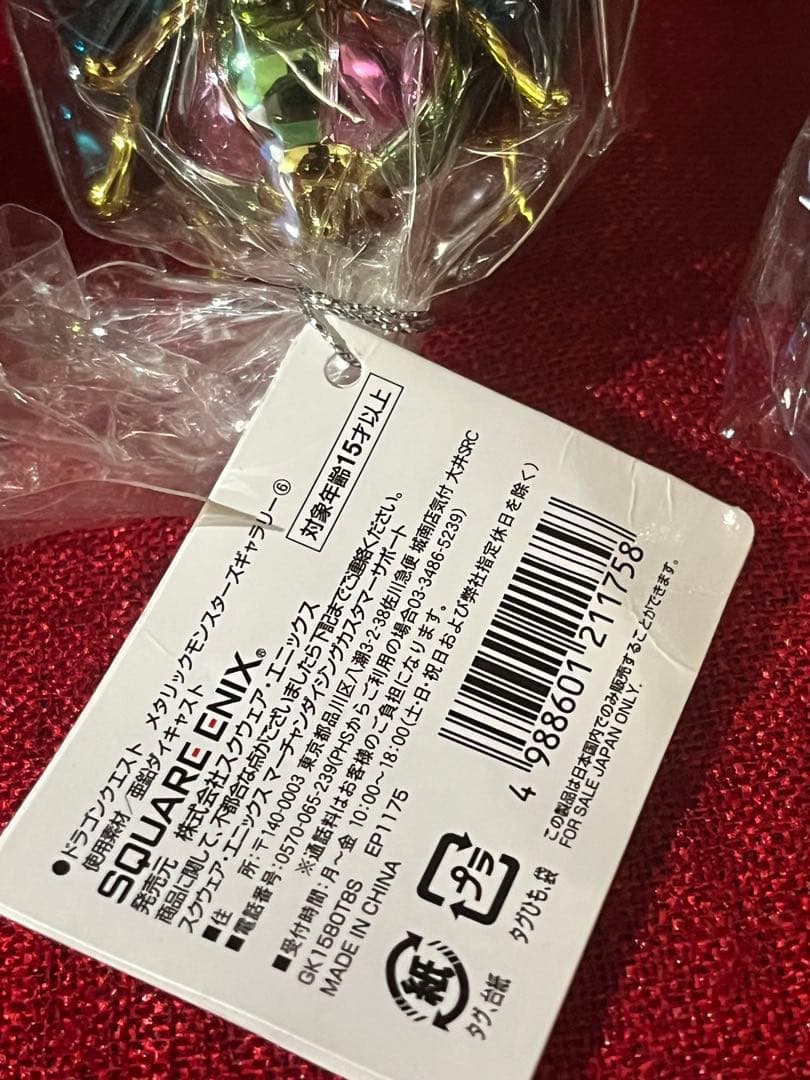 対象年齢15才以上
●ドラゴンクエスト メタリックモンスターズギャラリー⑥
使用素材/亜鉛ダイキャスト
SQUARE ENIX®
発売元 株式会社スクウェア・エニックス
商品に関して、不都合な点がございましたら下記までご連絡ください。
スクウェア・エニックス マーチャンダイジングカスタマーサポート
■住 所:〒140-0003 東京都品川区八潮3-2-38佐川急便 城南店気付 大井SRC
■電話番号:0570-065-239(PHSからご利用の場合03-3486-5239)
※通話料はお客様のご負担になります。
■受付時間:月〜金 10:00〜18:00(土・日・祝日および弊社指定休日を除く)
GK1580TBS EP1175
MADE IN CHINA
4 988601 211758
この製品は日本国内でのみ販売することができます。
FOR SALE JAPAN ONLY.
紙
タグ、台紙
プラ
タグひも、袋